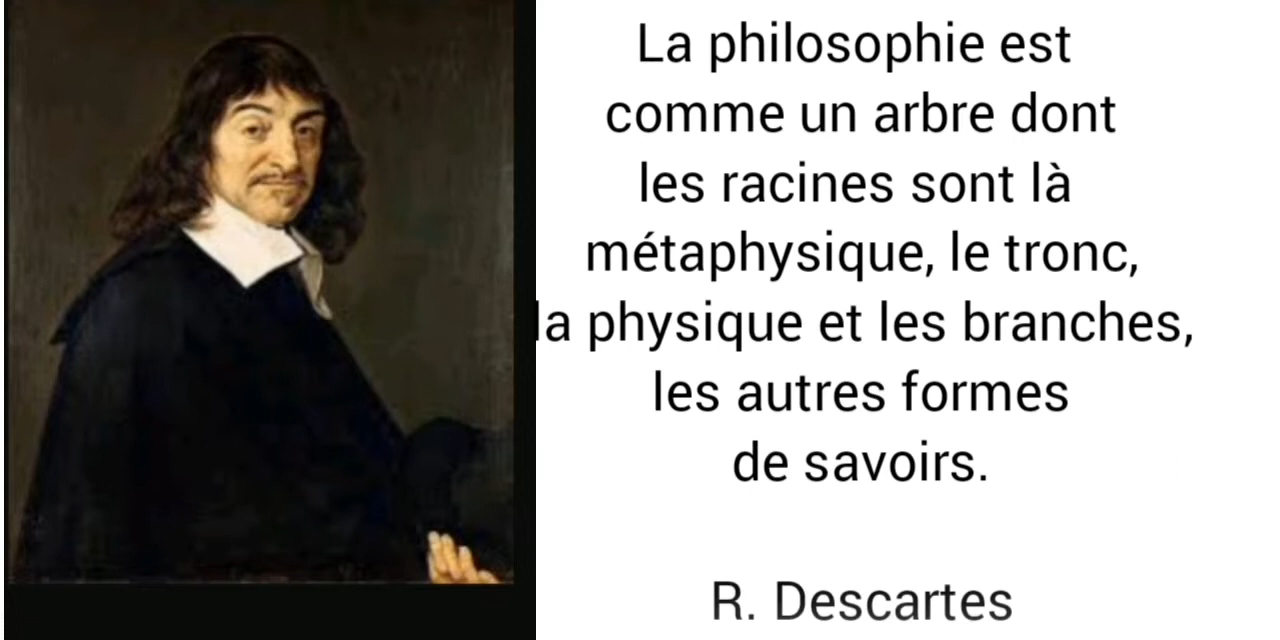 La philosophie est
comme un arbre dont
les racines sont là
métaphysique, le tronc,
la physique et les branches,
les autres formes
de savoirs.
R. Descartes